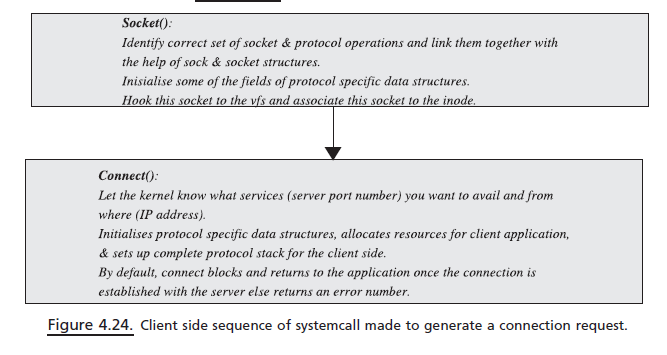 Socket():
Identify correct set of socket & protocol operations and link them together with
the help of sock & socket structures.
Inisialise some of the fields of protocol specific data structures.
Hook this socket to the vfs and associate this socket to the inode.
Connect():
Let the kernel know what services (server port number) you want to avail and from
where (IP address).
Initialises protocol specific data structures, allocates resources for client application,
& sets up complete protocol stack for the client side.
By default, connect blocks and returns to the application once the connection is
established with the server else returns an error number.
Figure 4.24. Client side sequence of systemcall made to generate a connection request.